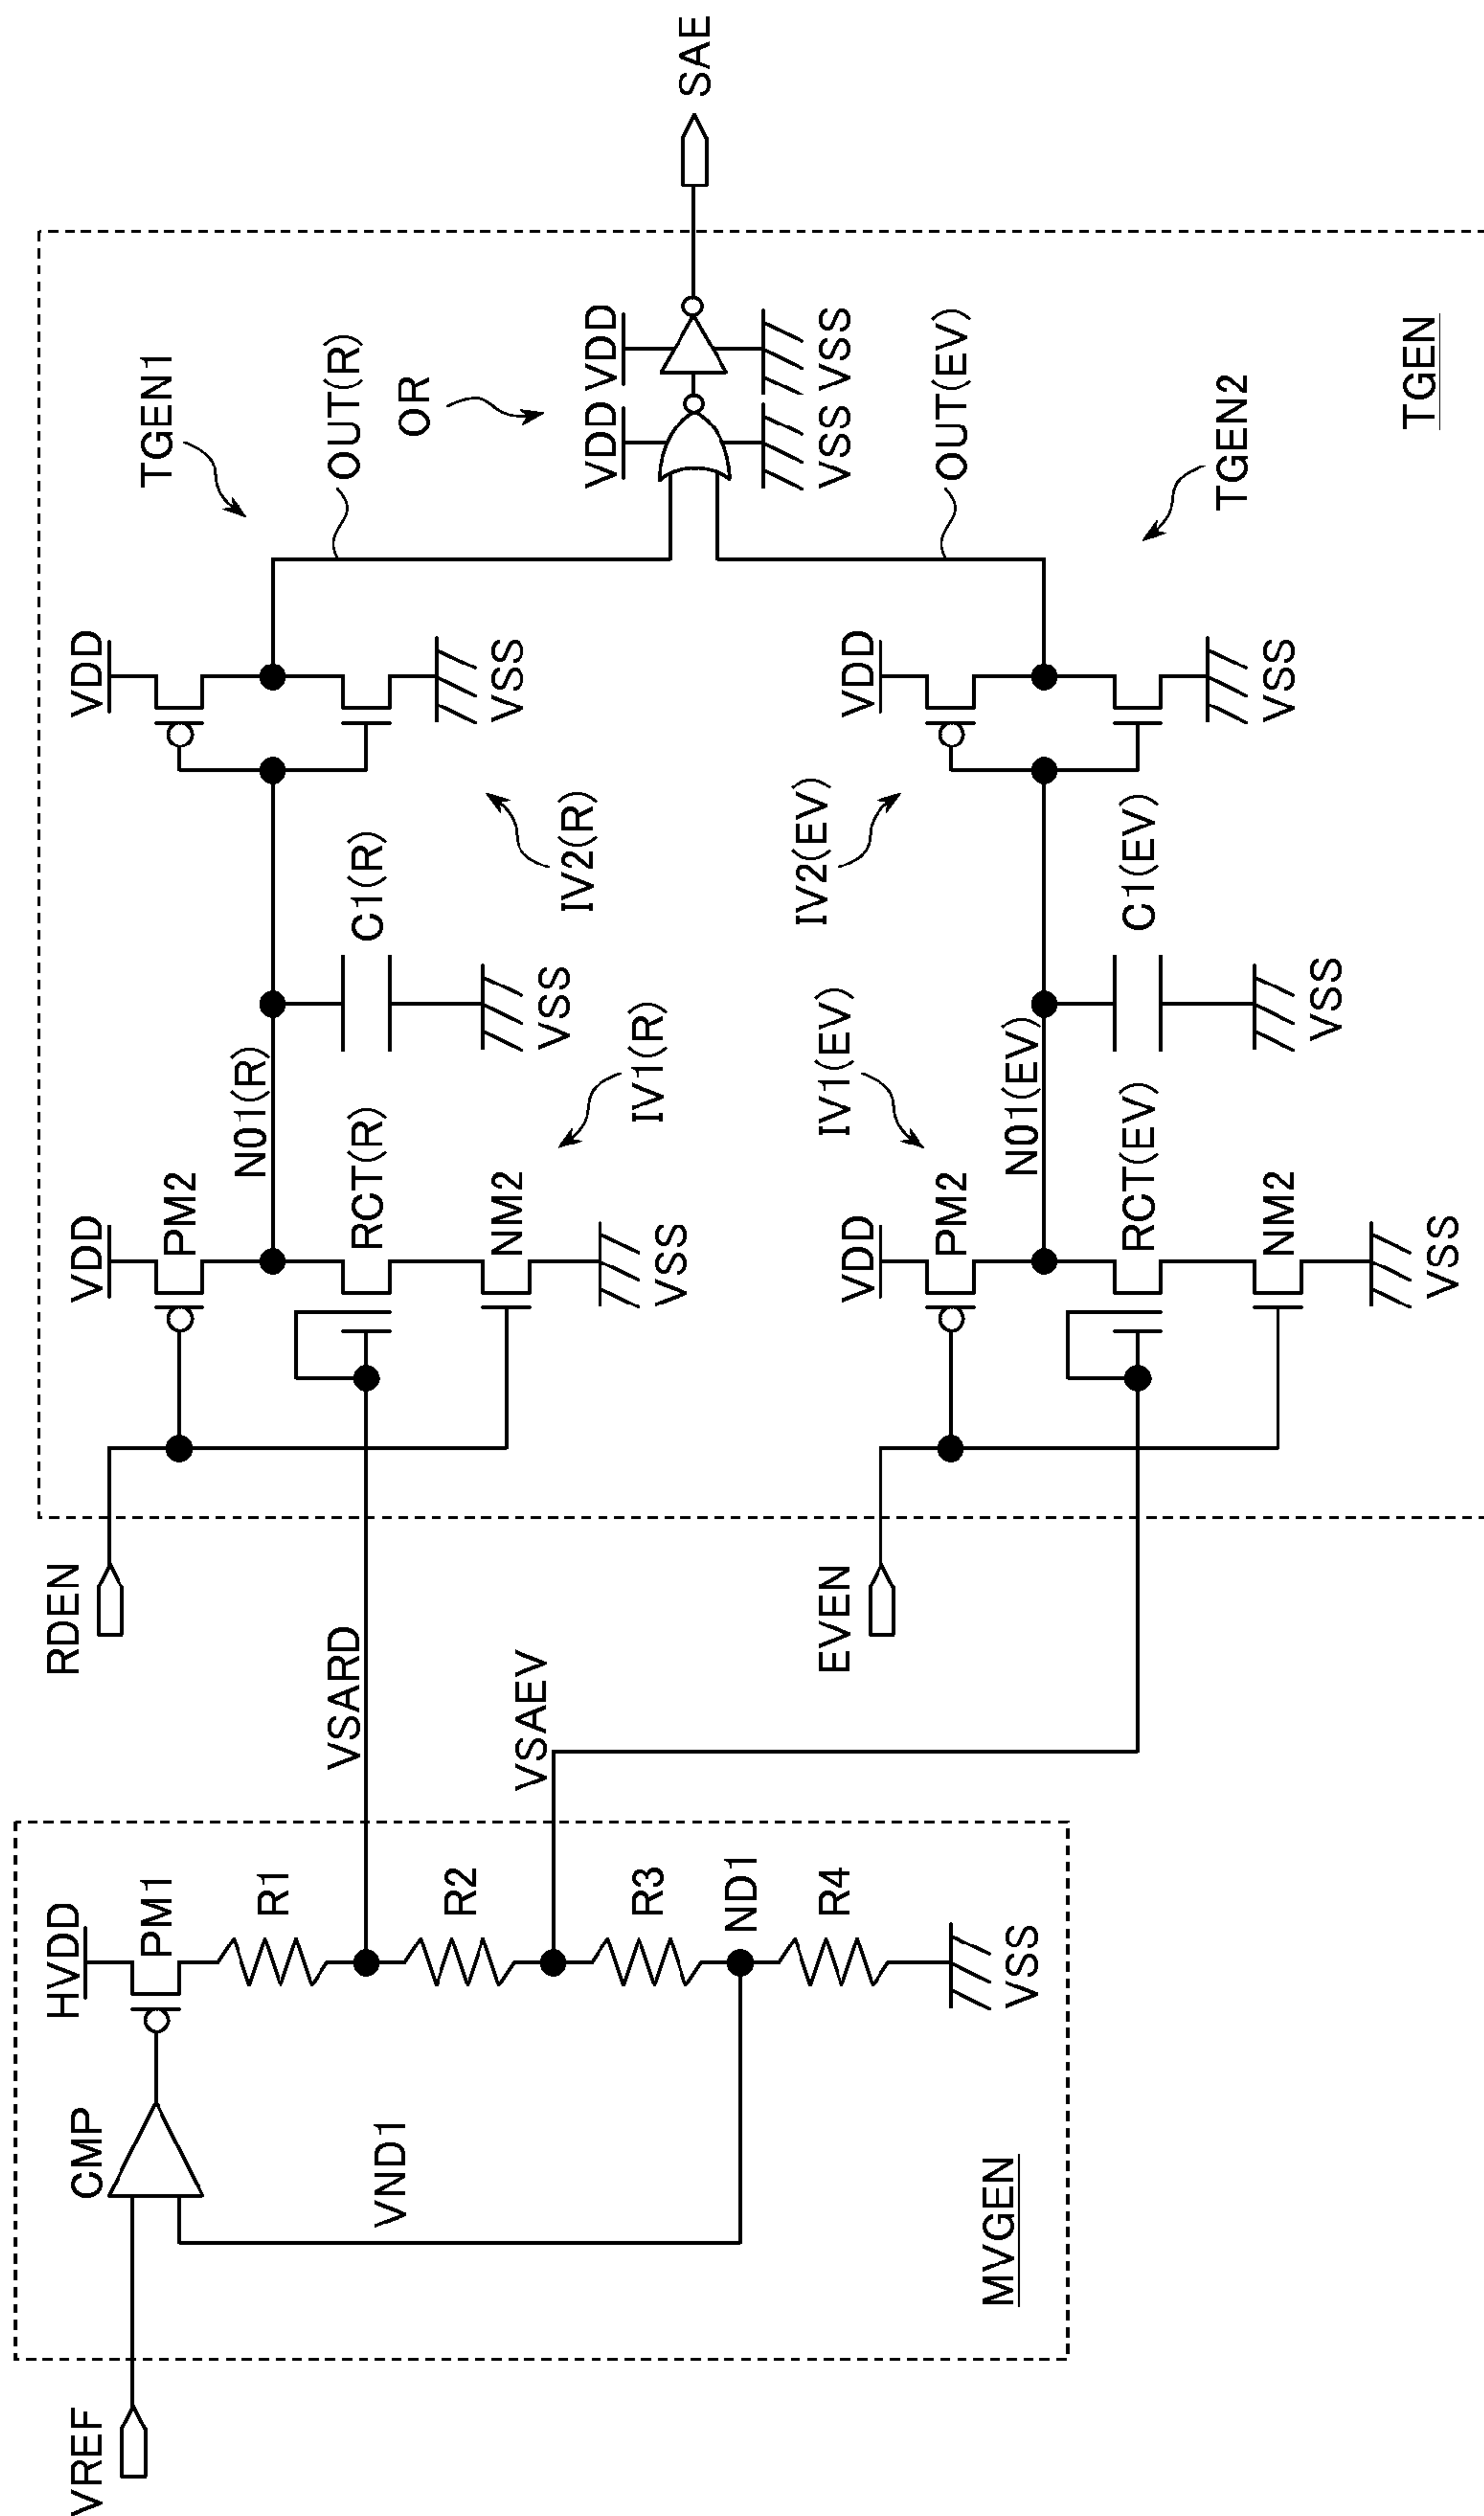 VREF
CMP
HVDD
PM1
R1
VSARD
R2
VSAEV
R3
ND1
R4
VSS
VND1
MVGEN
RDEN
VDD
PM2
N01(R)
RCT(R)
NM2
VSS
IV1(R)
C1(R)
VSS
VDD
IV2(R)
VSS
TGEN1
OUT(R)
OR
VDD
VDD
VSS
VSS
SAE
EVEN
VDD
PM2
N01(EV)
RCT(EV)
NM2
VSS
IV1(EV)
C1(EV)
VSS
IV2(EV)
VDD
VSS
OUT(EV)
TGEN2
TGEN